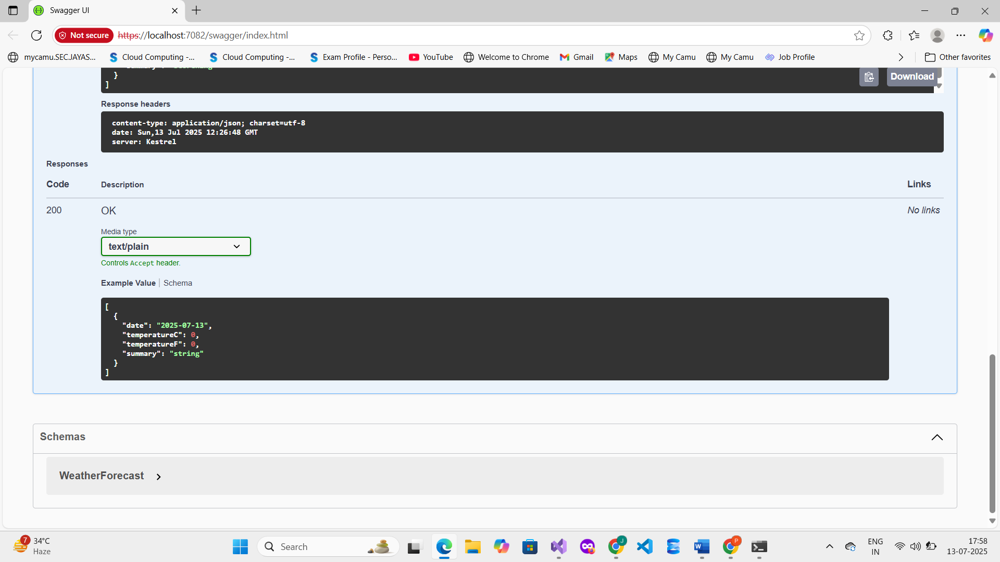 Swagger UI
Not secure https://localhost:7082/swagger/index.html
mycamu.SEC.JAYAS... Cloud Computing -... Cloud Computing -... Exam Profile - Perso... YouTube Welcome to Chrome Gmail Maps My Camu My Camu Job Profile Other favorites
}
]
Download
Response headers
content-type: application/json; charset=utf-8
date: Sun,13 Jul 2025 12:26:48 GMT
server: Kestrel
Responses
Code Description Links
200 OK No links
Media type
text/plain
Controls Accept header.
Example Value Schema
[
{
"date": "2025-07-13",
"temperatureC": 0,
"temperatureF": 0,
"summary": "string"
}
]
Schemas
WeatherForecast
7 34°C
Haze
Search
J
P
ENG
IN
17:58
13-07-2025